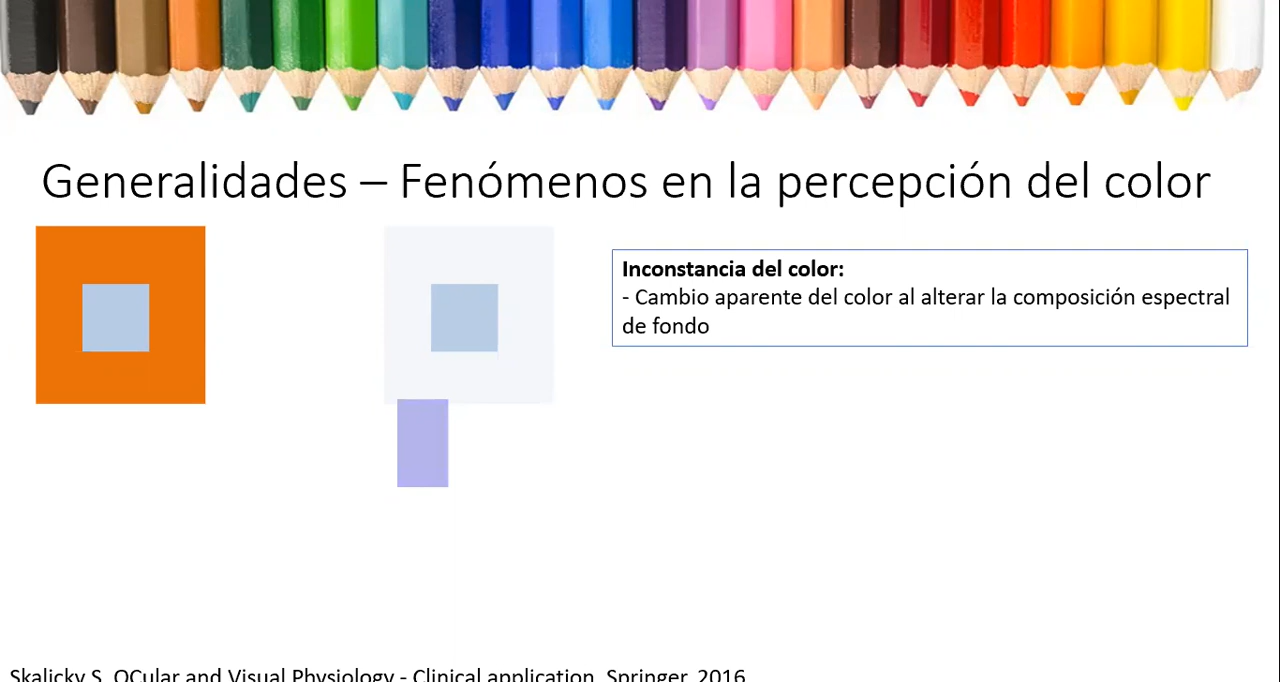 Generalidades – Fenómenos en la percepción del color
Inconstancia del color:
- Cambio aparente del color al alterar la composición espectral
de fondo
Skalicky S. OCular and Visual Physiology - Clinical application. Springer. 2016